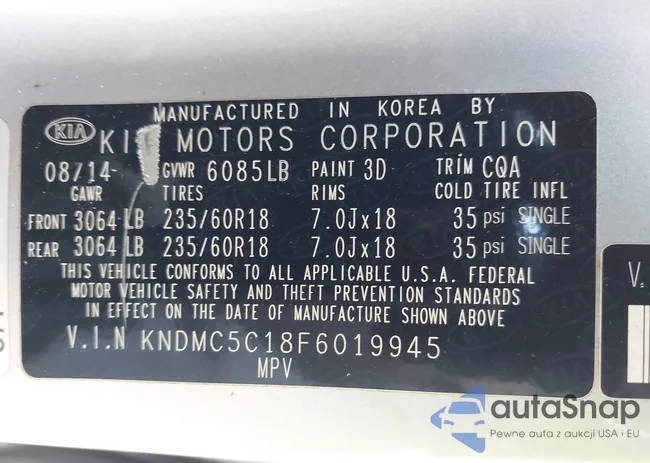 MANUFACTURED IN KOREA BY
KIA MOTORS CORPORATION
08/14 GVWR 6085LB PAINT 3D TRIM CQA
GAWR TIRES RIMS COLD TIRE INFL
FRONT 3064 LB 235/60R18 7.0Jx18 35 psi SINGLE
REAR 3064 LB 235/60R18 7.0Jx18 35 psi SINGLE
THIS VEHICLE CONFORMS TO ALL APPLICABLE U.S.A. FEDERAL
MOTOR VEHICLE SAFETY AND THEFT PREVENTION STANDARDS
IN EFFECT ON THE DATE OF MANUFACTURE SHOWN ABOVE
V.I.N KNDMC5C18F6019945
MPV
V.
autaSnap
Pewne auta z aukcji USA i EU